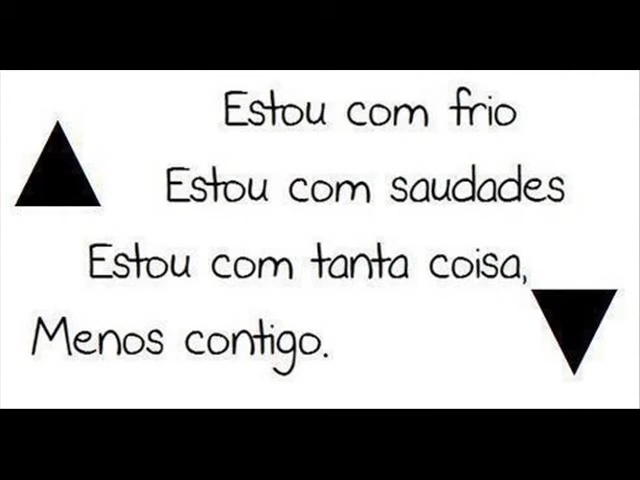 Estou com frio
Estou com saudades
Estou com tanta coisa,
Menos contigo.